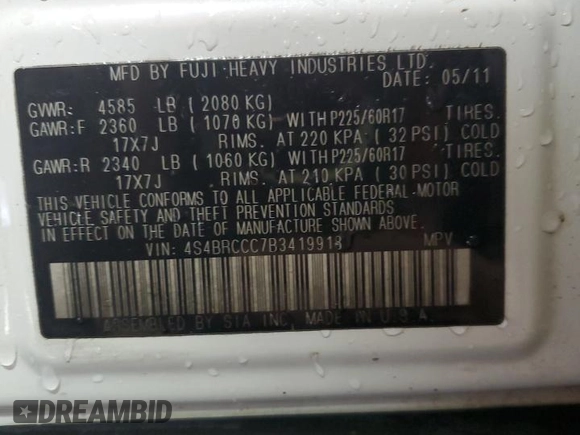 MFD BY FUJI HEAVY INDUSTRIES LTD.
DATE: 05/11
GVWR: 4585 LB ( 2080 KG)
GAWR:F 2360 LB ( 1070 KG) WITH P225/60R17 TIRES.
17X7J RIMS. AT 220 KPA ( 32 PSI) COLD
GAWR:R 2340 LB ( 1060 KG) WITH P225/60R17 TIRES.
17X7J RIMS. AT 210 KPA ( 30 PSI) COLD
THIS VEHICLE CONFORMS TO ALL APPLICABLE FEDERAL MOTOR
VEHICLE SAFETY AND THEFT PREVENTION STANDARDS
IN EFFECT ON THE DATE OF MANUFACTURE SHOWN ABOVE.
VIN: 4S4BRCCC7B3419918 MPV
ASSEMBLED BY SIA INC. MADE IN U.S.A.
DREAMBID